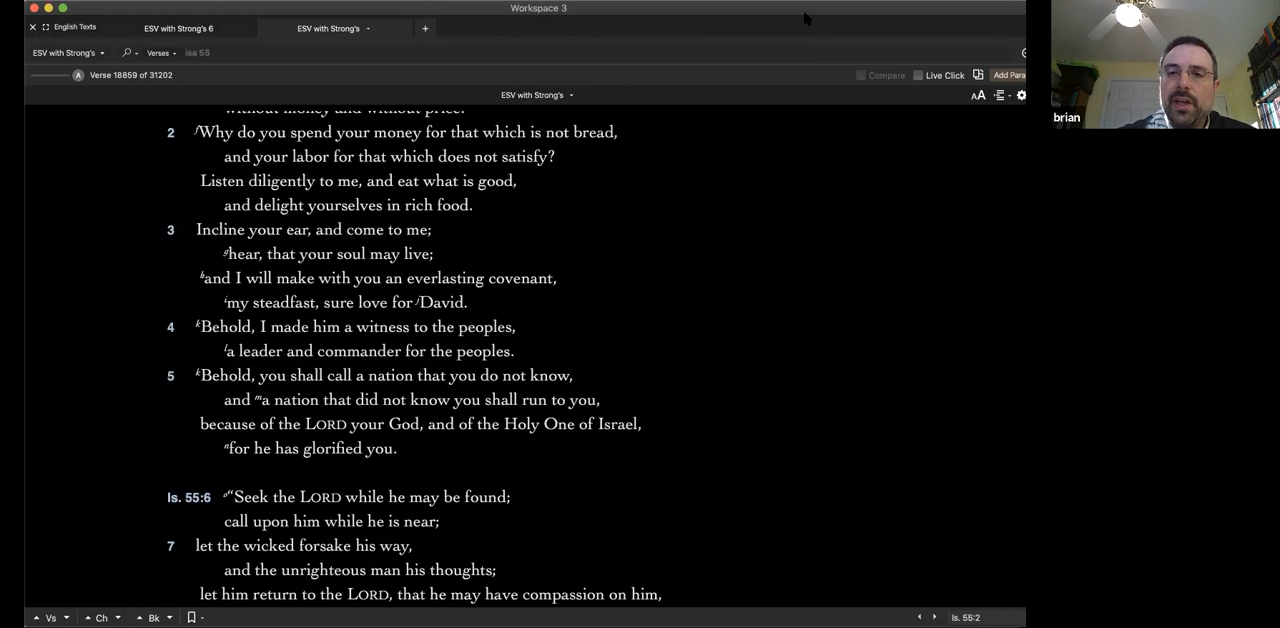 Workspace 3
English Texts
ESV with Strong's 6
ESV with Strong's
+
ESV with Strong's
Verses
isa 55
A
Verse 18859 of 31202
Compare
Live Click
Add Para
ESV with Strong's
AA
without money and without price.
2 Why do you spend your money for that which is not bread,
and your labor for that which does not satisfy?
Listen diligently to me, and eat what is good,
and delight yourselves in rich food.
3 Incline your ear, and come to me;
g hear, that your soul may live;
h and I will make with you an everlasting covenant,
i my steadfast, sure love for j David.
4 k Behold, I made him a witness to the peoples,
l a leader and commander for the peoples.
5 k Behold, you shall call a nation that you do not know,
and m a nation that did not know you shall run to you,
because of the LORD your God, and of the Holy One of Israel,
n for he has glorified you.
Is. 55:6 o “Seek the LORD while he may be found;
call upon him while he is near;
7 let the wicked forsake his way,
and the unrighteous man his thoughts;
let him return to the LORD, that he may have compassion on him,
Vs
Ch
Bk
Is. 55:2
brian